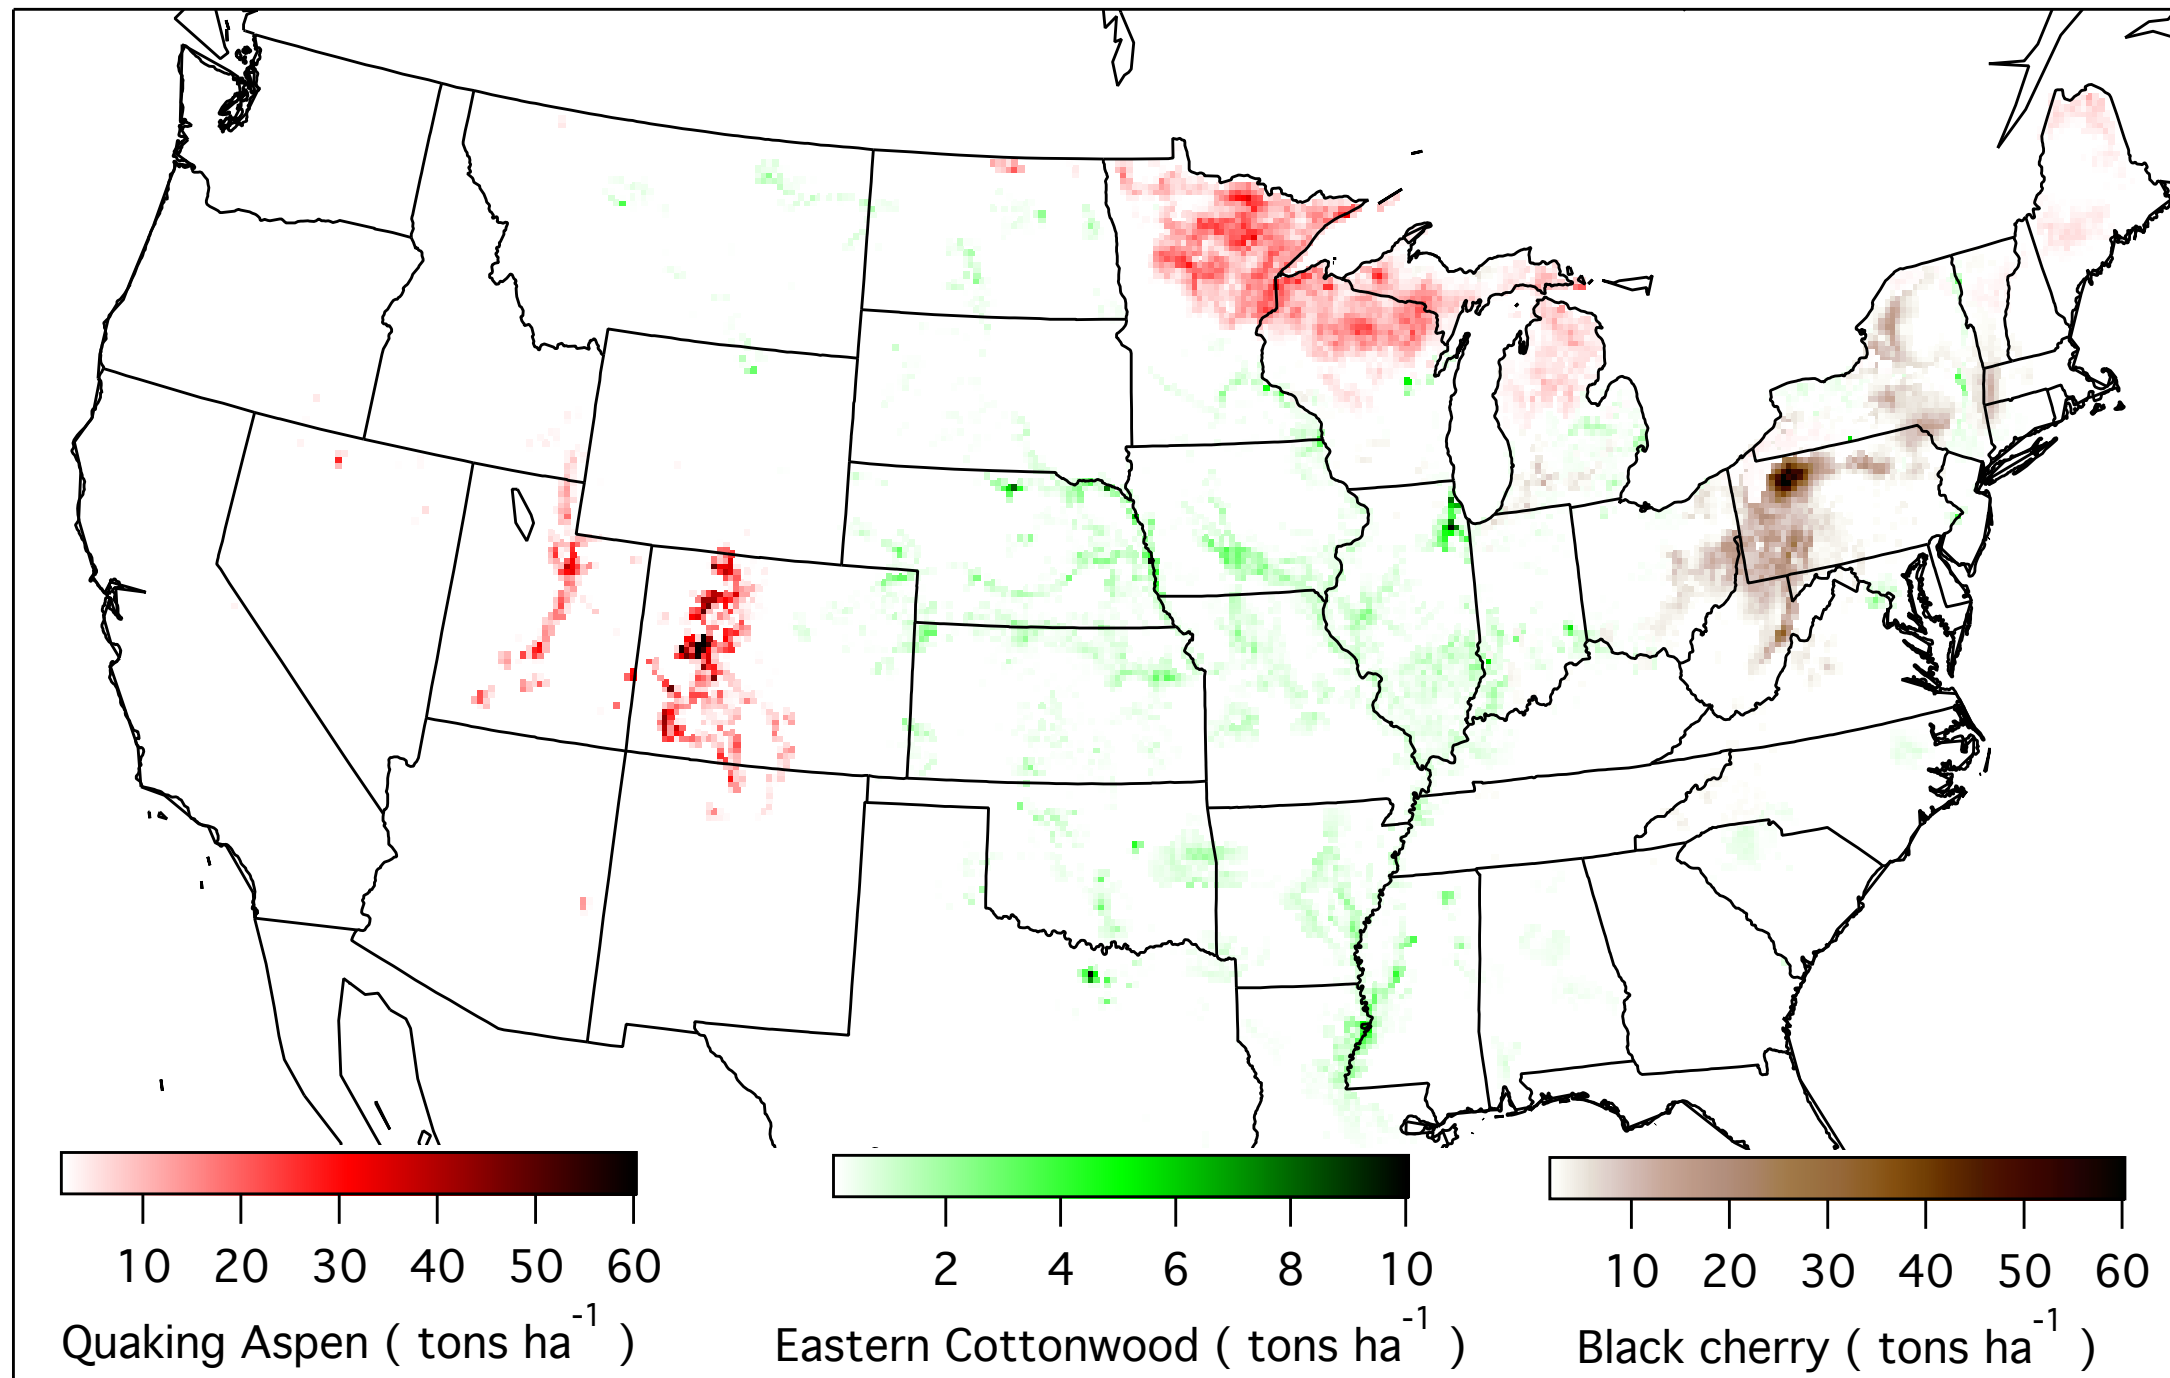 10 20 30 40 50 60
Quaking Aspen ( tons ha-1 )
2 4 6 8 10
Eastern Cottonwood ( tons ha-1 )
10 20 30 40 50 60
Black cherry ( tons ha-1 )